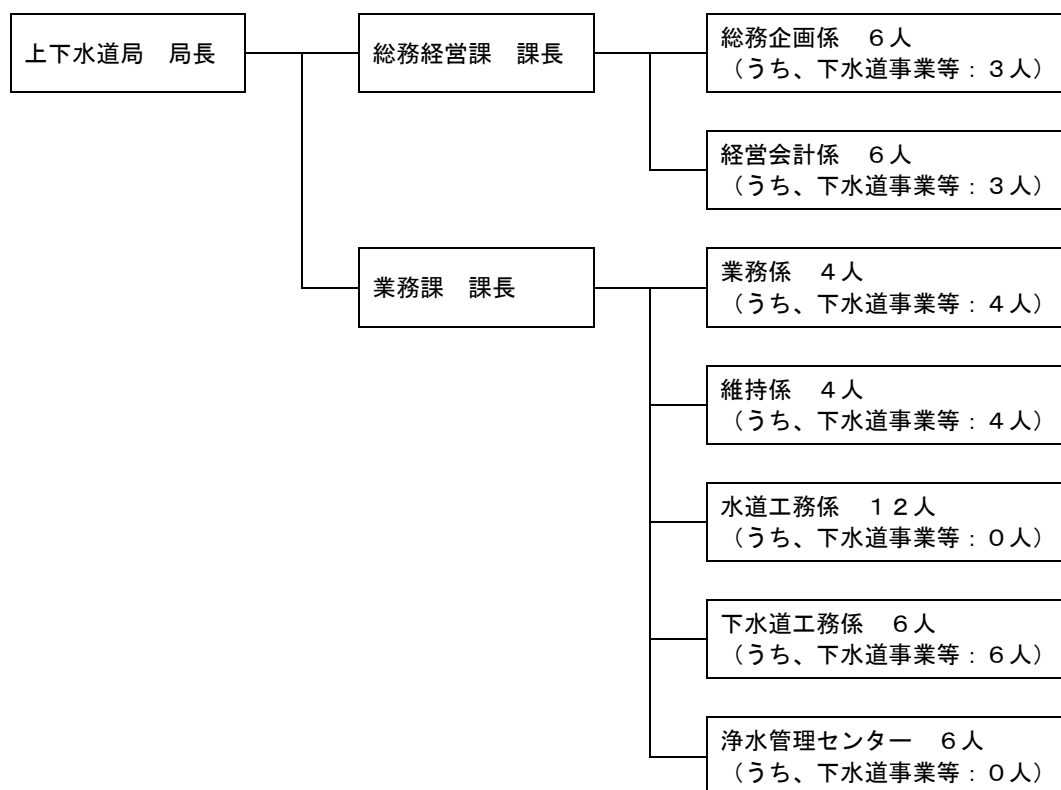 上下水道局　局長
総務経営課　課長
総務企画係　６人
（うち、下水道事業等：３人）
経営会計係　６人
（うち、下水道事業等：３人）
業務課　課長
業務係　４人
（うち、下水道事業等：４人）
維持係　４人
（うち、下水道事業等：４人）
水道工務係　１２人
（うち、下水道事業等：０人）
下水道工務係　６人
（うち、下水道事業等：６人）
浄水管理センター　６人
（うち、下水道事業等：０人）